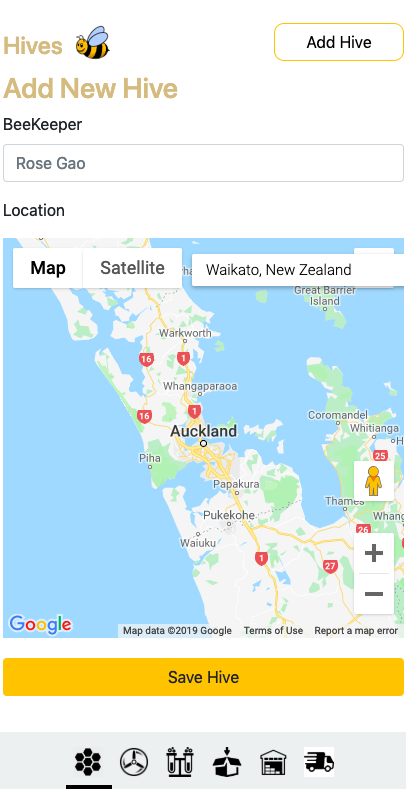 Hives
Add Hive
Add New Hive
BeeKeeper
Rose Gao
Location
Map
Satellite
Waikato, New Zealand
Great Barrier
Island
Warkworth
16
1
Whangaparaoa
16
1
Coromandel
Auckland
Whitianga
Piha
25
Papakura
Thames
Pukekohe
Whang
26
Waiuku
1
27
Google
Map data ©2019 Google
Terms of Use
Report a map error
Save Hive